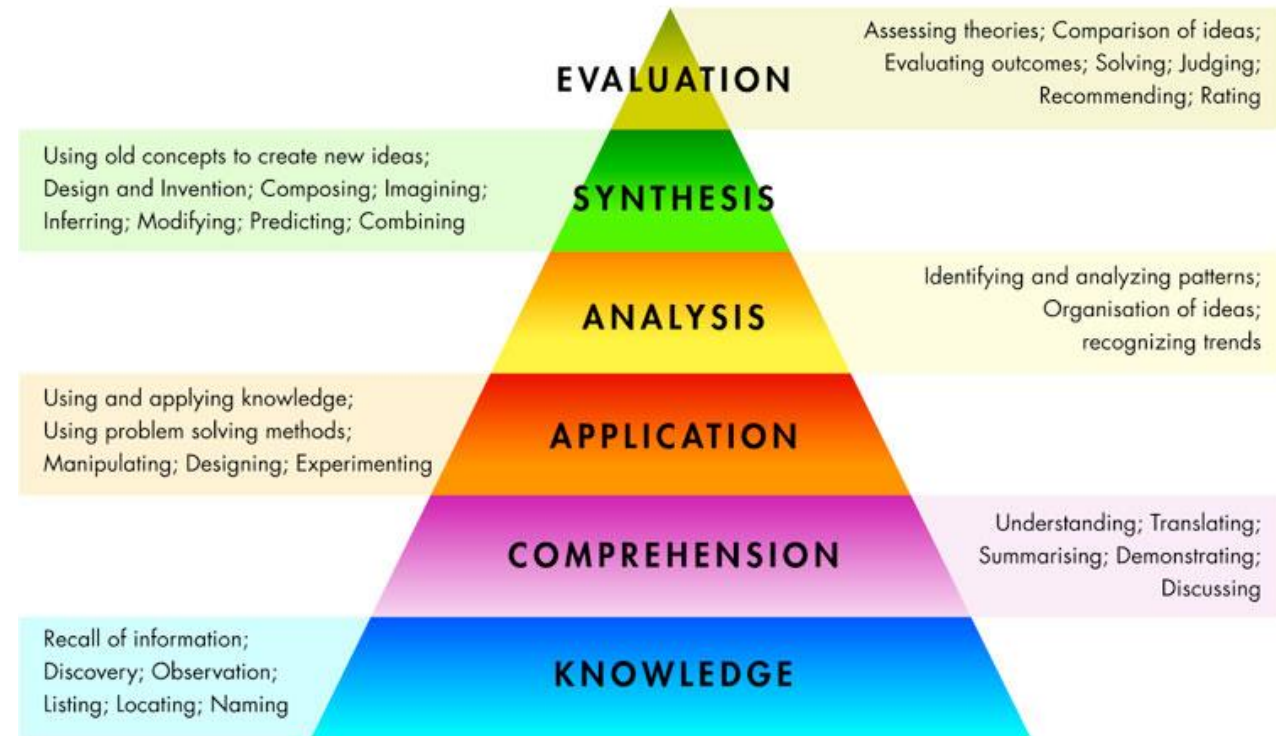 Assessing theories; Comparison of ideas;
Evaluating outcomes; Solving; Judging;
Recommending; Rating
EVALUATION
Using old concepts to create new ideas;
Design and Invention; Composing; Imagining;
Inferring; Modifying; Predicting; Combining
SYNTHESIS
Identifying and analyzing patterns;
Organisation of ideas;
recognizing trends
ANALYSIS
Using and applying knowledge;
Using problem solving methods;
Manipulating; Designing; Experimenting
APPLICATION
Understanding; Translating;
Summarising; Demonstrating;
Discussing
COMPREHENSION
Recall of information;
Discovery; Observation;
Listing; Locating; Naming
KNOWLEDGE